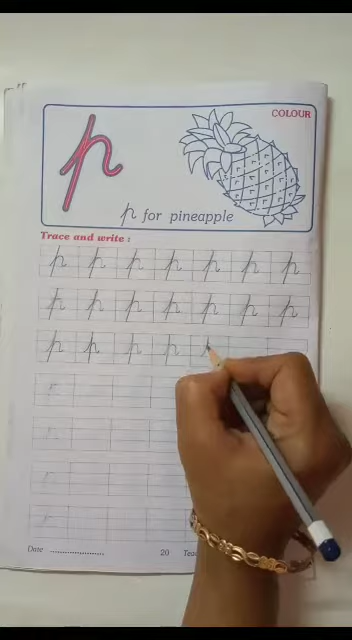 COLOUR
p
p for pineapple
Trace and write :
p p p p p p p
p p p p p p p
p p p p
p
p
p
p
Date ........................ 20